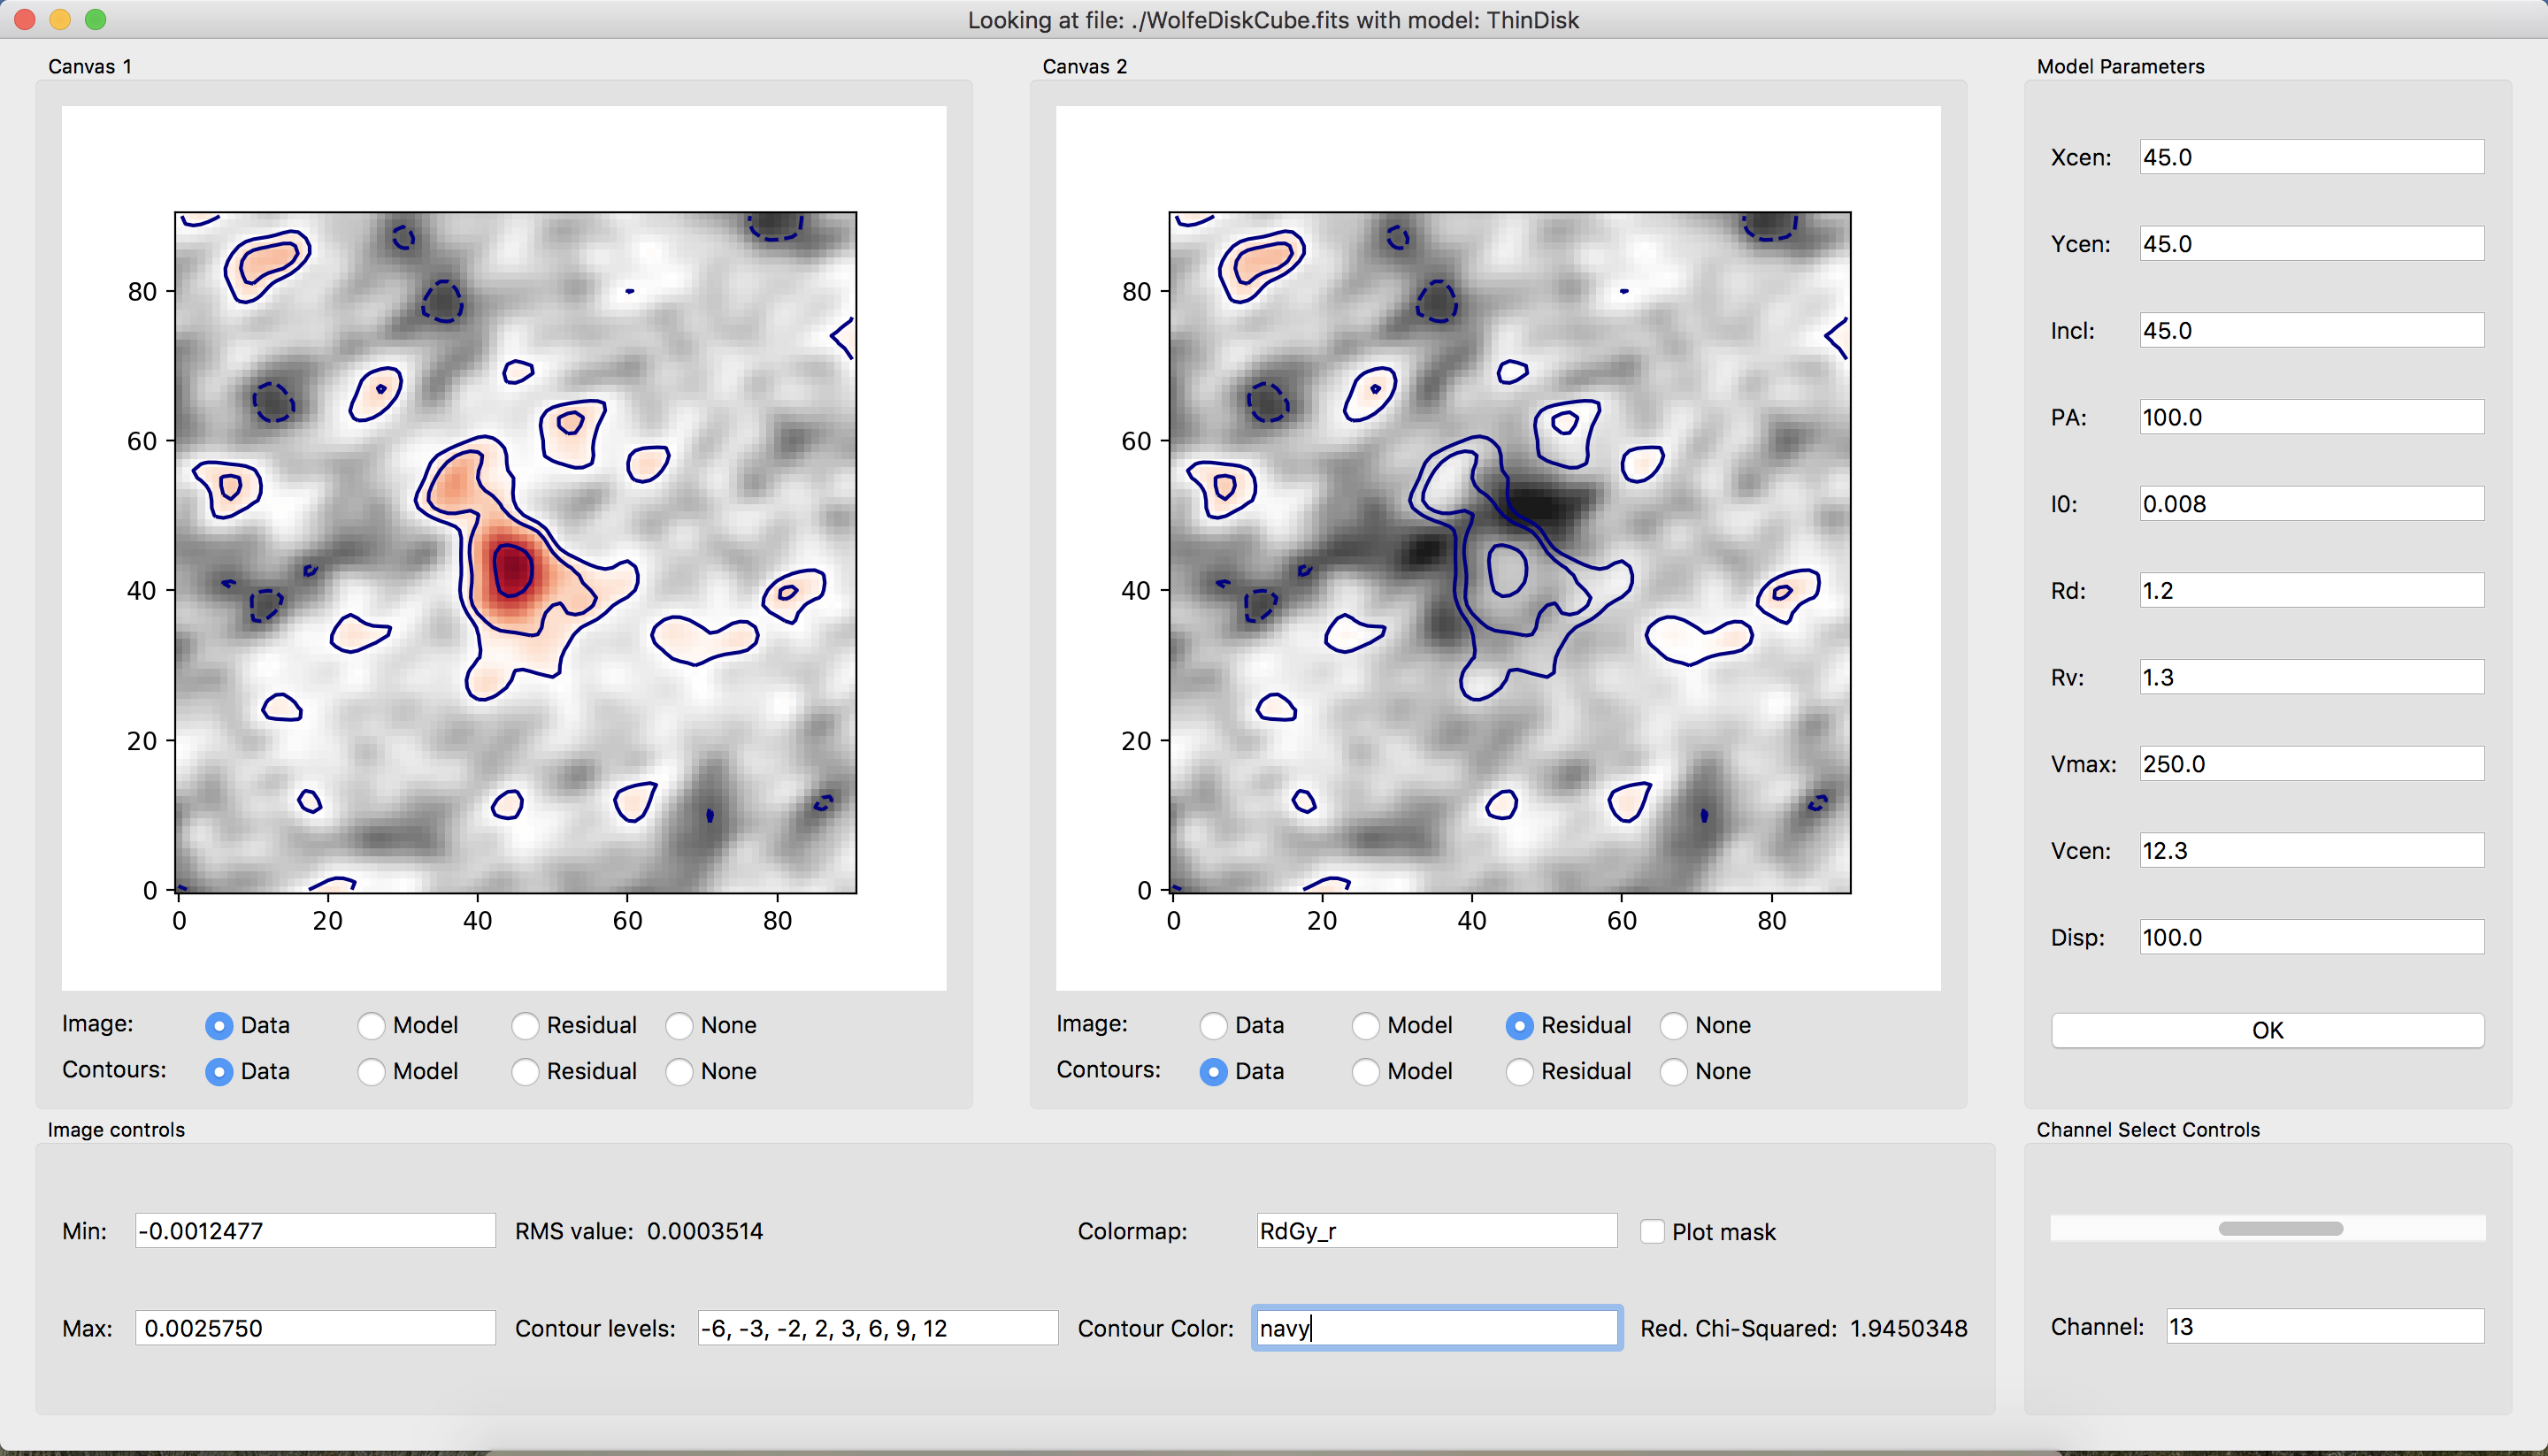 Looking at file: ./WolfeDiskCube.fits with model: ThinDisk
Canvas 1
80
60
40
20
0
0 20 40 60 80
Image: Data Model Residual None
Contours: Data Model Residual None
Canvas 2
80
60
40
20
0
0 20 40 60 80
Image: Data Model Residual None
Contours: Data Model Residual None
Model Parameters
Xcen: 45.0
Ycen: 45.0
Incl: 45.0
PA: 100.0
I0: 0.008
Rd: 1.2
Rv: 1.3
Vmax: 250.0
Vcen: 12.3
Disp: 100.0
OK
Image controls
Min: -0.0012477 RMS value: 0.0003514 Colormap: RdGy_r Plot mask
Max: 0.0025750 Contour levels: -6, -3, -2, 2, 3, 6, 9, 12 Contour Color: navy Red. Chi-Squared: 1.9450348
Channel Select Controls
Channel: 13